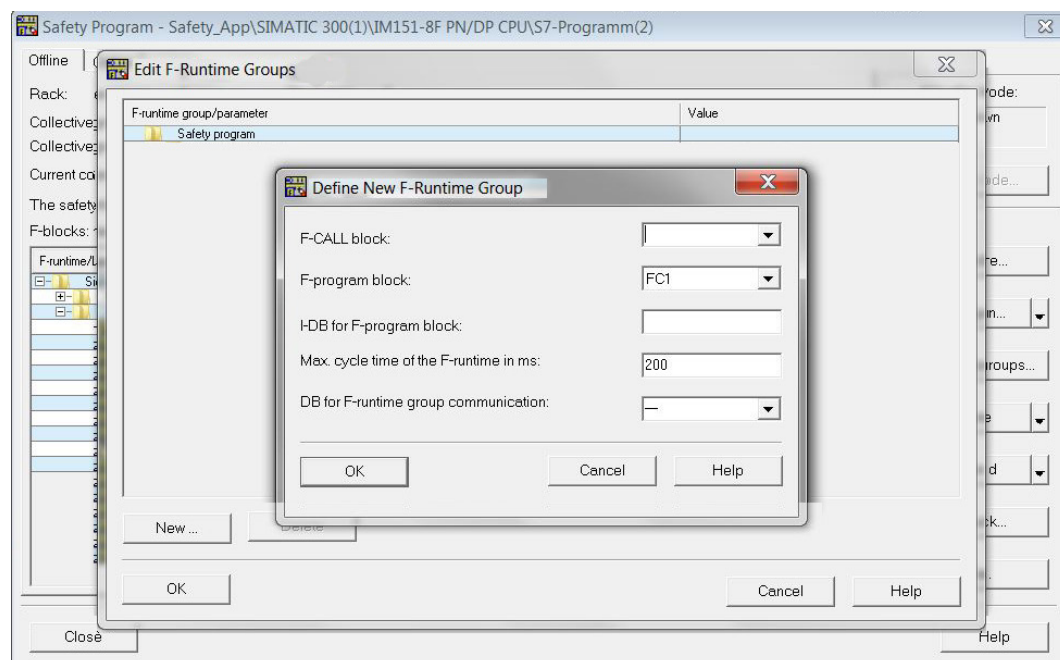 Safety Program - Safety_App\SIMATIC 300(1)\IM151-8F PN/DP CPU\S7-Programm(2)
Offline
Edit F-Runtime Groups
Rack:
F-runtime group/parameter Value
Collective
Safety program
Collective
Current co
Define New F-Runtime Group
The safety
F-CALL block:
F-blocks:
F-runtime/L
F-program block: FC1
I-DB for F-program block:
Max. cycle time of the F-runtime in ms: 200
roups...
DB for F-runtime group communication: ---
OK Cancel Help
New ... Delete
OK Cancel Help
Closè Help